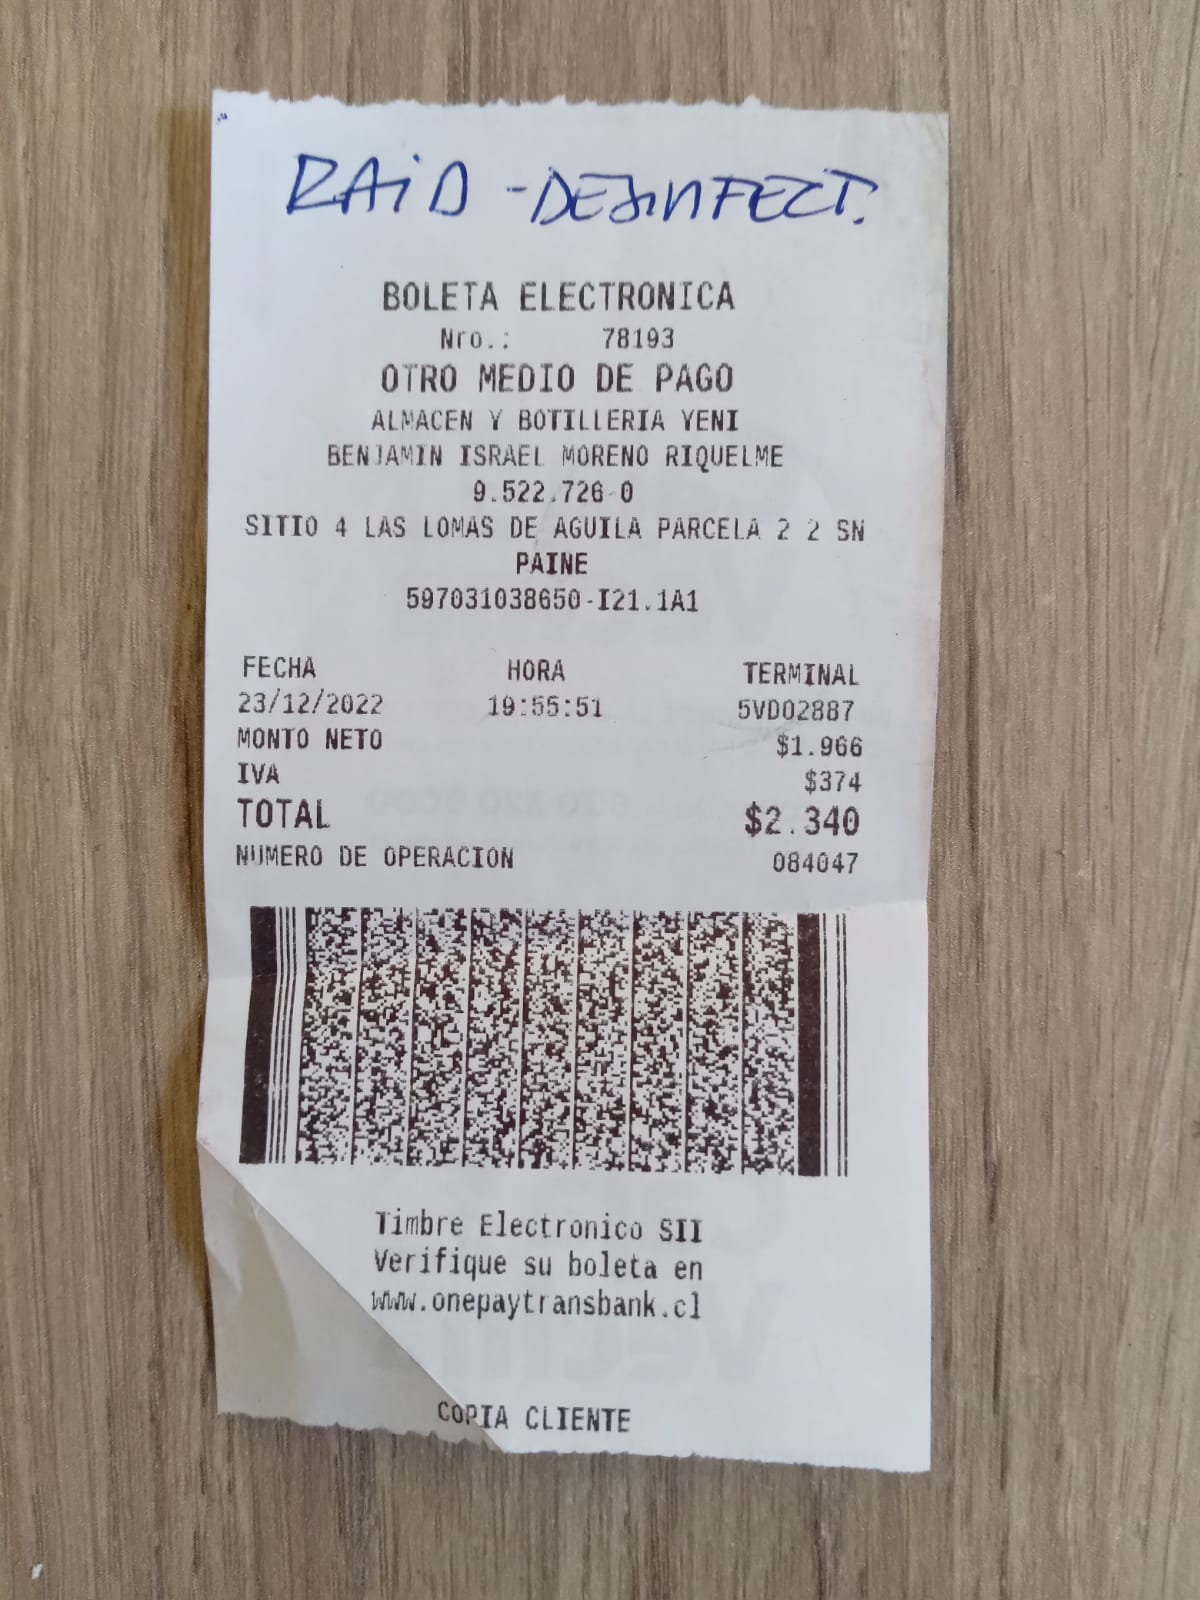 RAID - DESINFECT.
BOLETA ELECTRONICA
Nro.: 78193
OTRO MEDIO DE PAGO
ALMACEN Y BOTILLERIA YENI
BENJAMIN ISRAEL MORENO RIQUELME
9.522.726-0
SITIO 4 LAS LOMAS DE AGUILA PARCELA 2 2 SN
PAINE
597031038650-I21.1A1
FECHA HORA TERMINAL
23/12/2022 19:55:51 5VD02887
MONTO NETO $1.966
IVA $374
TOTAL $2.340
NUMERO DE OPERACION 084047
Timbre Electronico SII
Verifique su boleta en
www.onepaytransbank.cl
COPIA CLIENTE